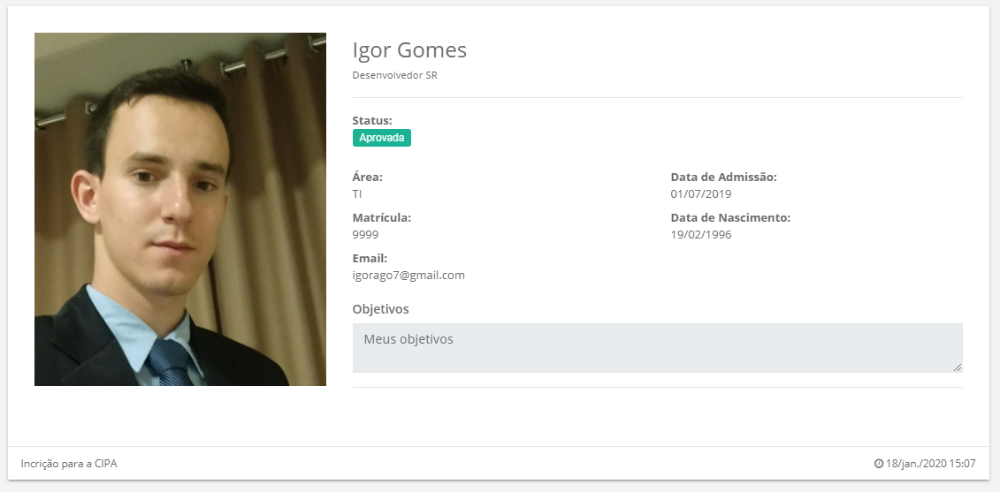 Igor Gomes
Desenvolvedor SR
Status:
Aprovada
Área:
TI
Data de Admissão:
01/07/2019
Matrícula:
9999
Data de Nascimento:
19/02/1996
Email:
igorago7@gmail.com
Objetivos
Meus objetivos
Incrição para a CIPA
18/jan./2020 15:07